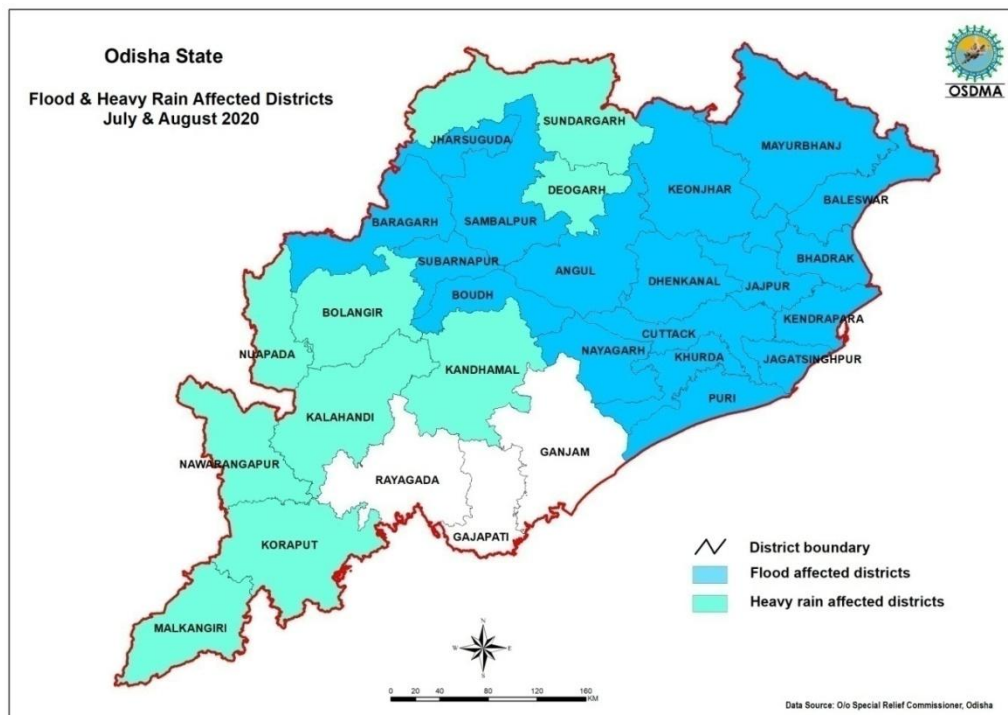 Odisha State
Flood & Heavy Rain Affected Districts
July & August 2020
OSDMA
SUNDARGARH
JHARSUGUDA
MAYURBHANJ
DEOGARH
KEONJHAR
BALESWAR
BARAGARH
SAMBALPUR
SUBARNAPUR
ANGUL
BHADRAK
DHENKANAL
JAJPUR
BOUDH
BOLANGIR
KENDRAPARA
CUTTACK
NAYAGARH
KHURDA
JAGATSINGHPUR
NUAPADA
KANDHAMAL
PURI
KALAHANDI
GANJAM
NAWARANGAPUR
RAYAGADA
GAJAPATI
KORAPUT
MALKANGIRI
District boundary
Flood affected districts
Heavy rain affected districts
N
W E
S
0 20 40 80 120 160
KM
Data Source: O/o Special Relief Commissioner, Odisha